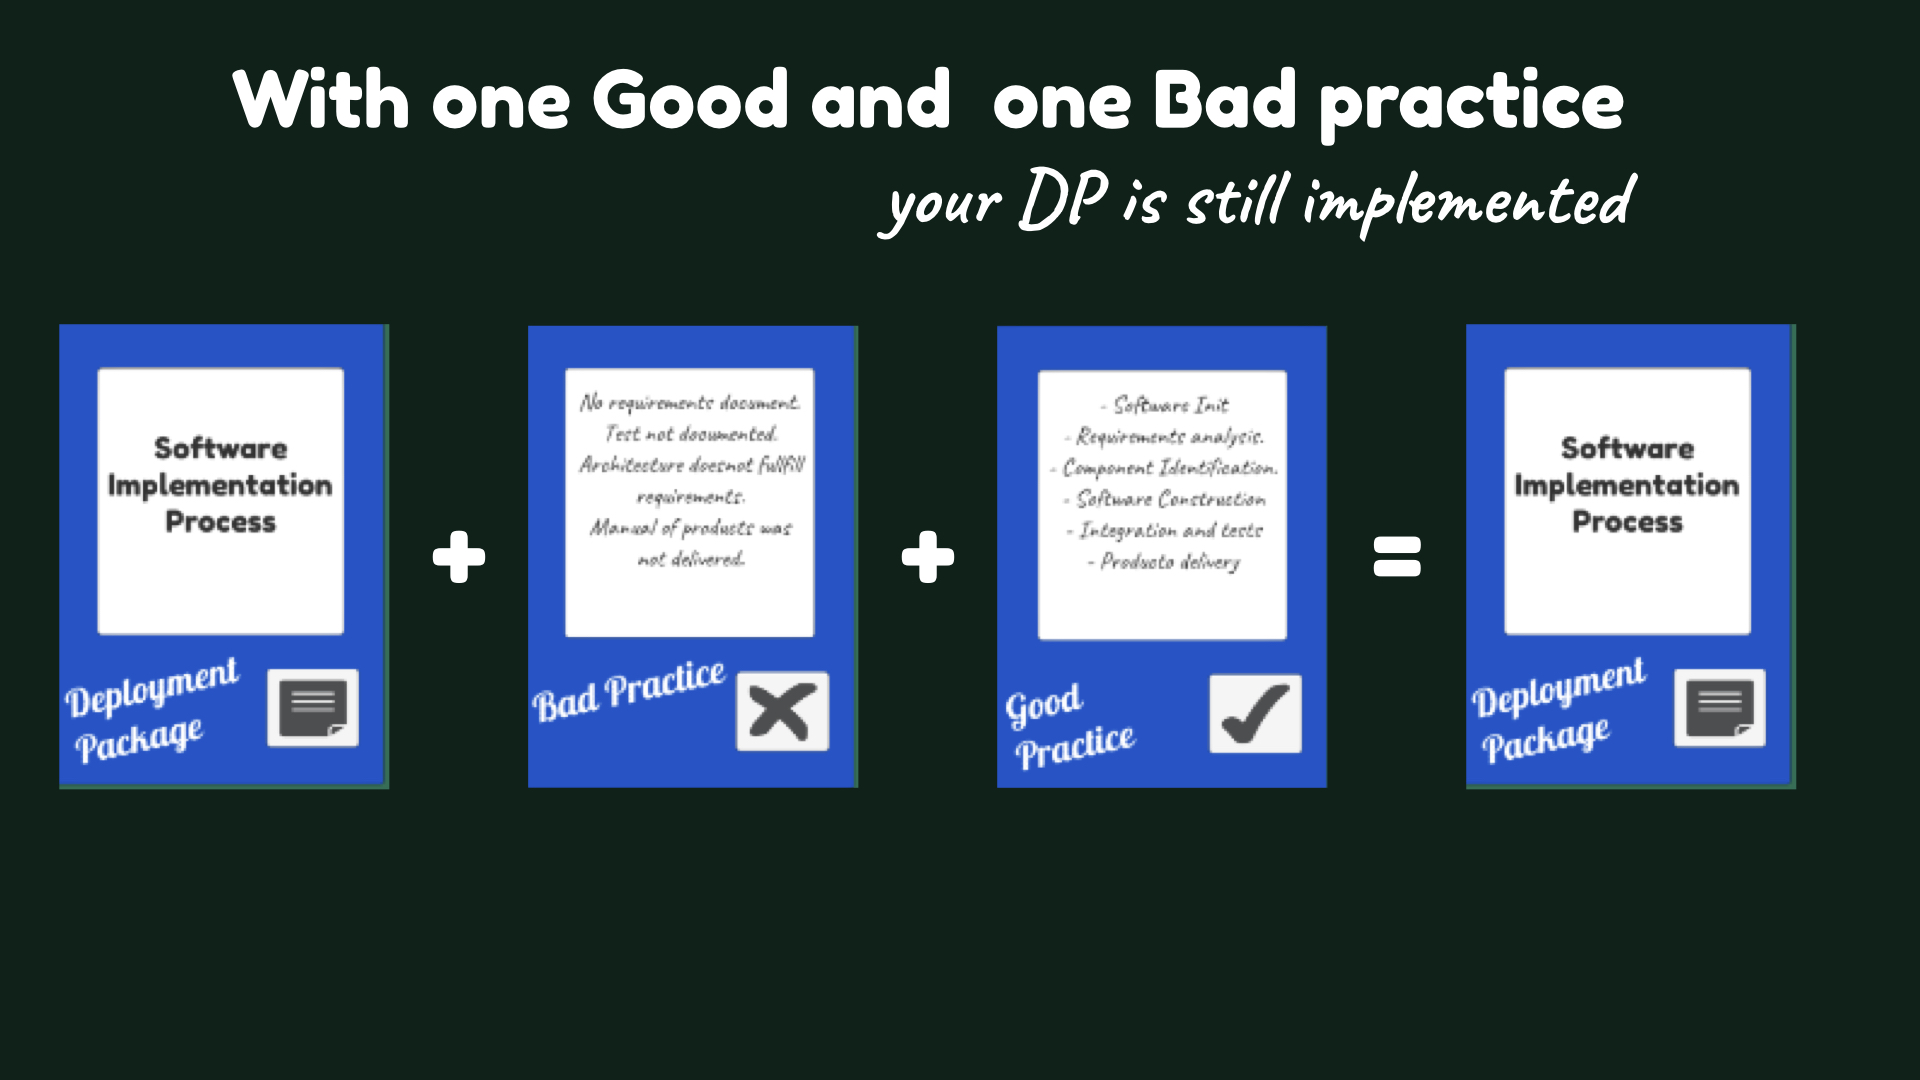 With one Good and one Bad practice
your DP is still implemented
Software
Implementation
Process
Deployment
Package
+
No requirements document.
Test not documented.
Architecture doesnot fullfill
requirements.
Manual of products was
not delivered.
Bad Practice
+
- Software Init
- Requirements analysis.
- Component Identification.
- Software Construction
- Integration and tests
- Producto delivery
Good
Practice
=
Software
Implementation
Process
Deployment
Package